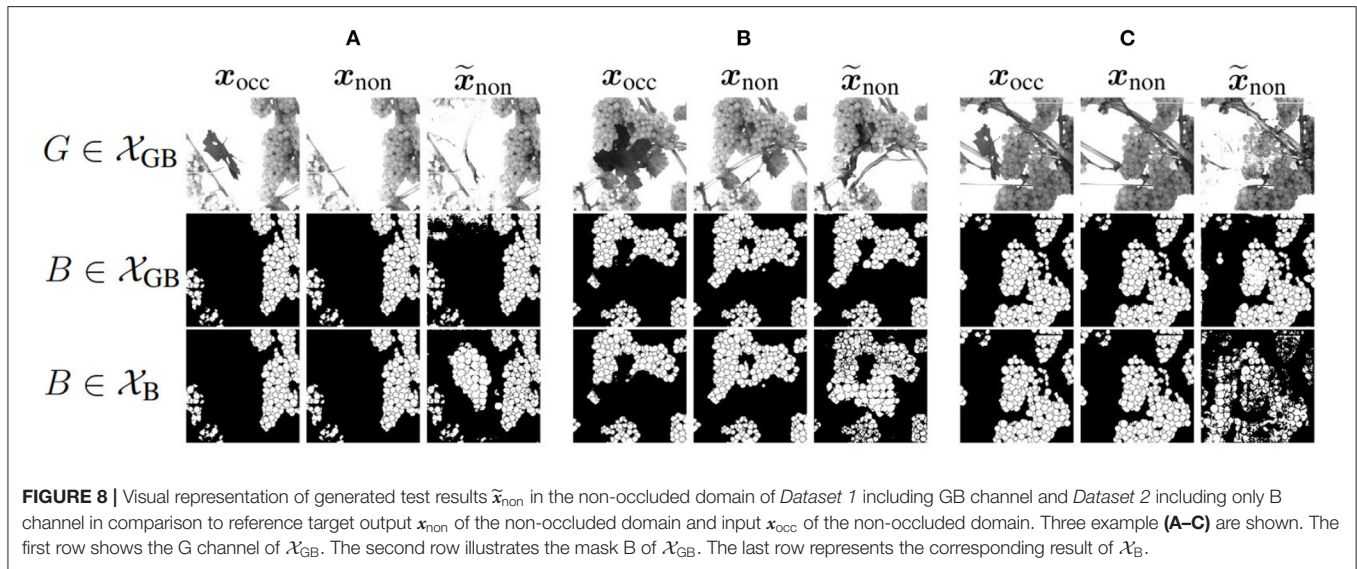 A B C
x_occ x_non x̃_non x_occ x_non x̃_non x_occ x_non x̃_non
G ∈ 𝒳_GB
B ∈ 𝒳_GB
B ∈ 𝒳_B
FIGURE 8 | Visual representation of generated test results x̃_non in the non-occluded domain of Dataset 1 including GB channel and Dataset 2 including only B
channel in comparison to reference target output x_non of the non-occluded domain and input x_occ of the non-occluded domain. Three example (A–C) are shown. The
first row shows the G channel of 𝒳_GB. The second row illustrates the mask B of 𝒳_GB. The last row represents the corresponding result of 𝒳_B.